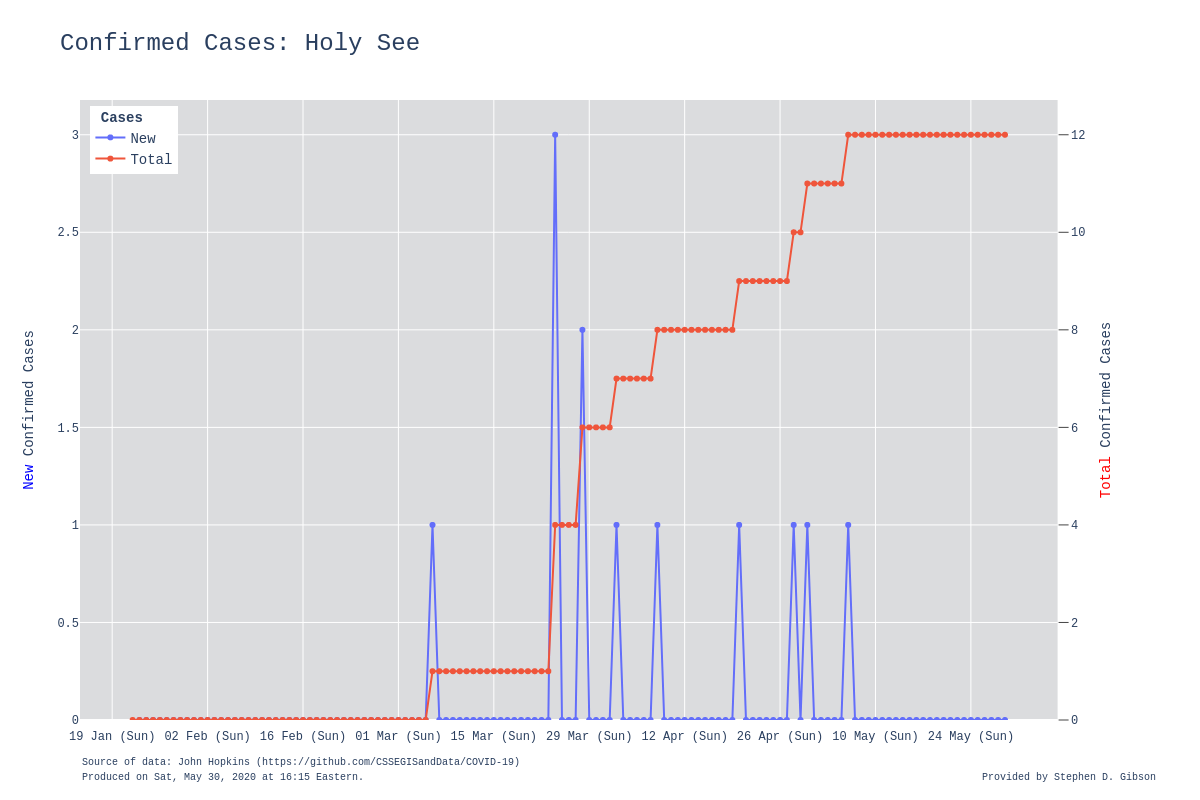 Confirmed Cases: Holy See
Cases
New
Total
3
2.5
2
1.5
1
0.5
0
12
10
8
6
4
2
0
New Confirmed Cases
Total Confirmed Cases
19 Jan (Sun) 02 Feb (Sun) 16 Feb (Sun) 01 Mar (Sun) 15 Mar (Sun) 29 Mar (Sun) 12 Apr (Sun) 26 Apr (Sun) 10 May (Sun) 24 May (Sun)
Source of data: John Hopkins (https://github.com/CSSEGISandData/COVID-19)
Produced on Sat, May 30, 2020 at 16:15 Eastern.
Provided by Stephen D. Gibson